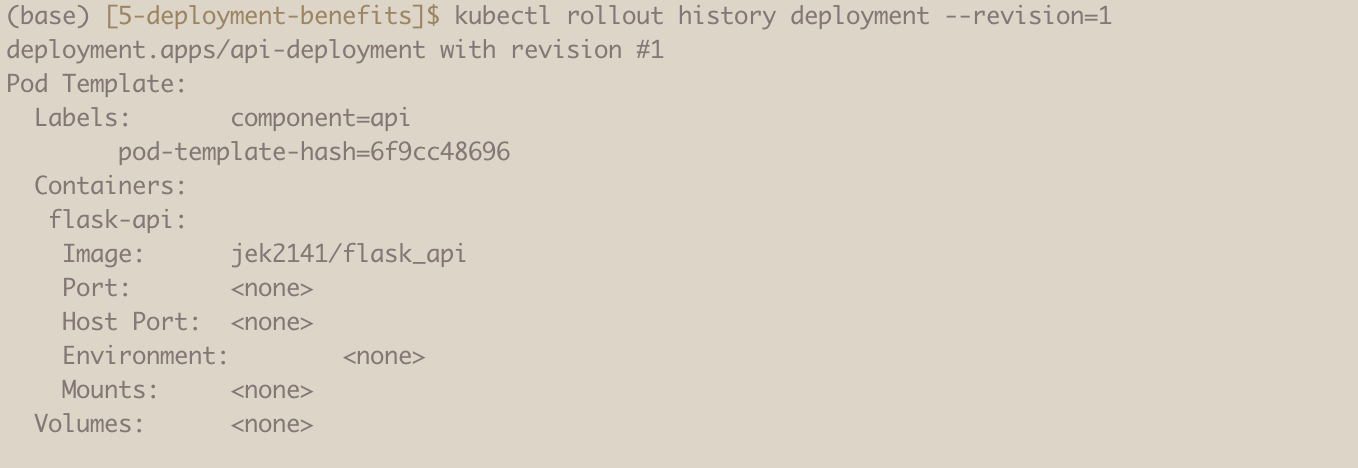 (base) [5-deployment-benefits]$ kubectl rollout history deployment --revision=1
deployment.apps/api-deployment with revision #1
Pod Template:
  Labels:       component=api
        pod-template-hash=6f9cc48696
  Containers:
   flask-api:
    Image:      jek2141/flask_api
    Port:       <none>
    Host Port:  <none>
    Environment:        <none>
    Mounts:     <none>
  Volumes:      <none>